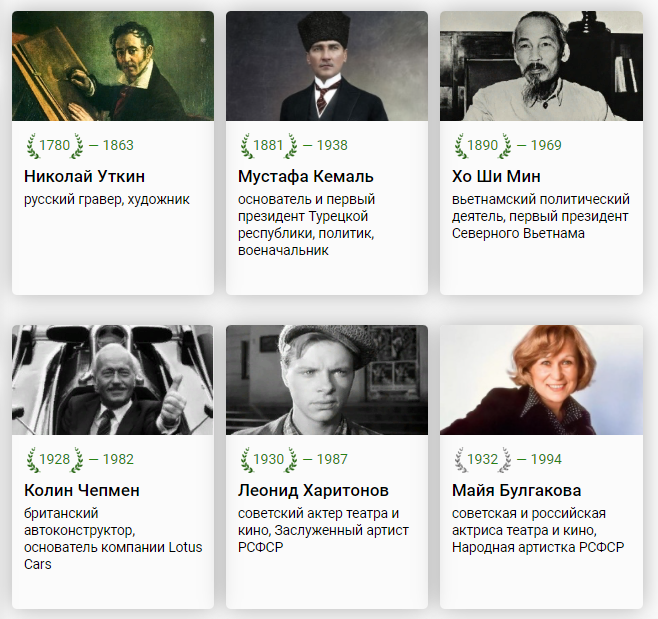 1780 — 1863
Николай Уткин
русский гравер, художник
1881 — 1938
Мустафа Кемаль
основатель и первый
президент Турецкой
республики, политик,
военачальник
1890 — 1969
Хо Ши Мин
вьетнамский политический
деятель, первый президент
Северного Вьетнама
1928 — 1982
Колин Чепмен
британский
автоконструктор,
основатель компании Lotus
Cars
1930 — 1987
Леонид Харитонов
советский актер театра и
кино, Заслуженный артист
РСФСР
1932 — 1994
Майя Булгакова
советская и российская
актриса театра и кино,
Народная артистка РСФСР